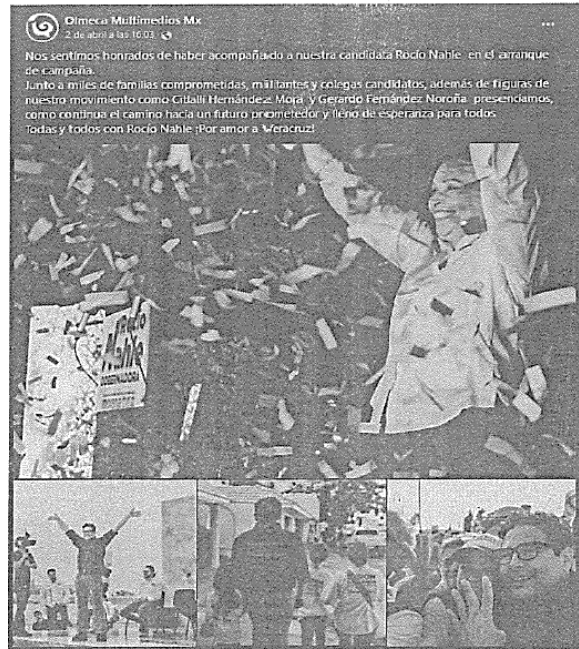 Olmeca Multimedios Mx
2 de abril a las 16:03
Nos sentimos honrados de haber acompañado a nuestra candidata Rocío Nahle en el arranque
de campaña.
Junto a miles de familias comprometidas, militantes y colegas candidatos, además de figuras de
nuestro movimiento como Citlalli Hernández Mora y Gerardo Fernández Noroña presenciamos,
como continua el camino hacia un futuro prometedor y lleno de esperanza para todos
Todas y todos con Rocío Nahle ¡Por amor a Veracruz!
Rocío
Nahle
GOBERNADORA